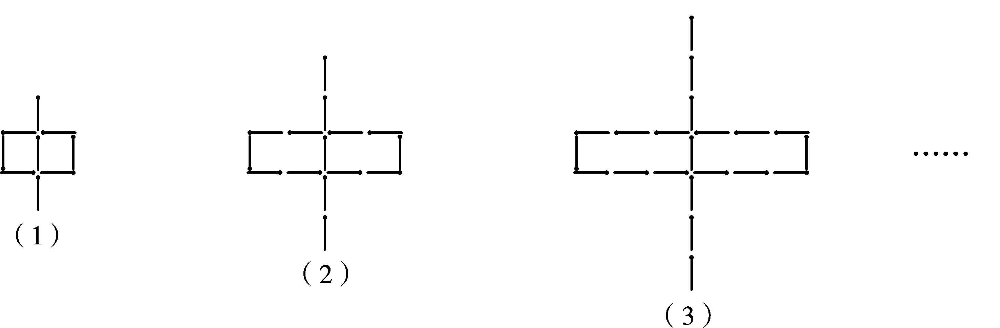 ……
(1)
(2)
(3)